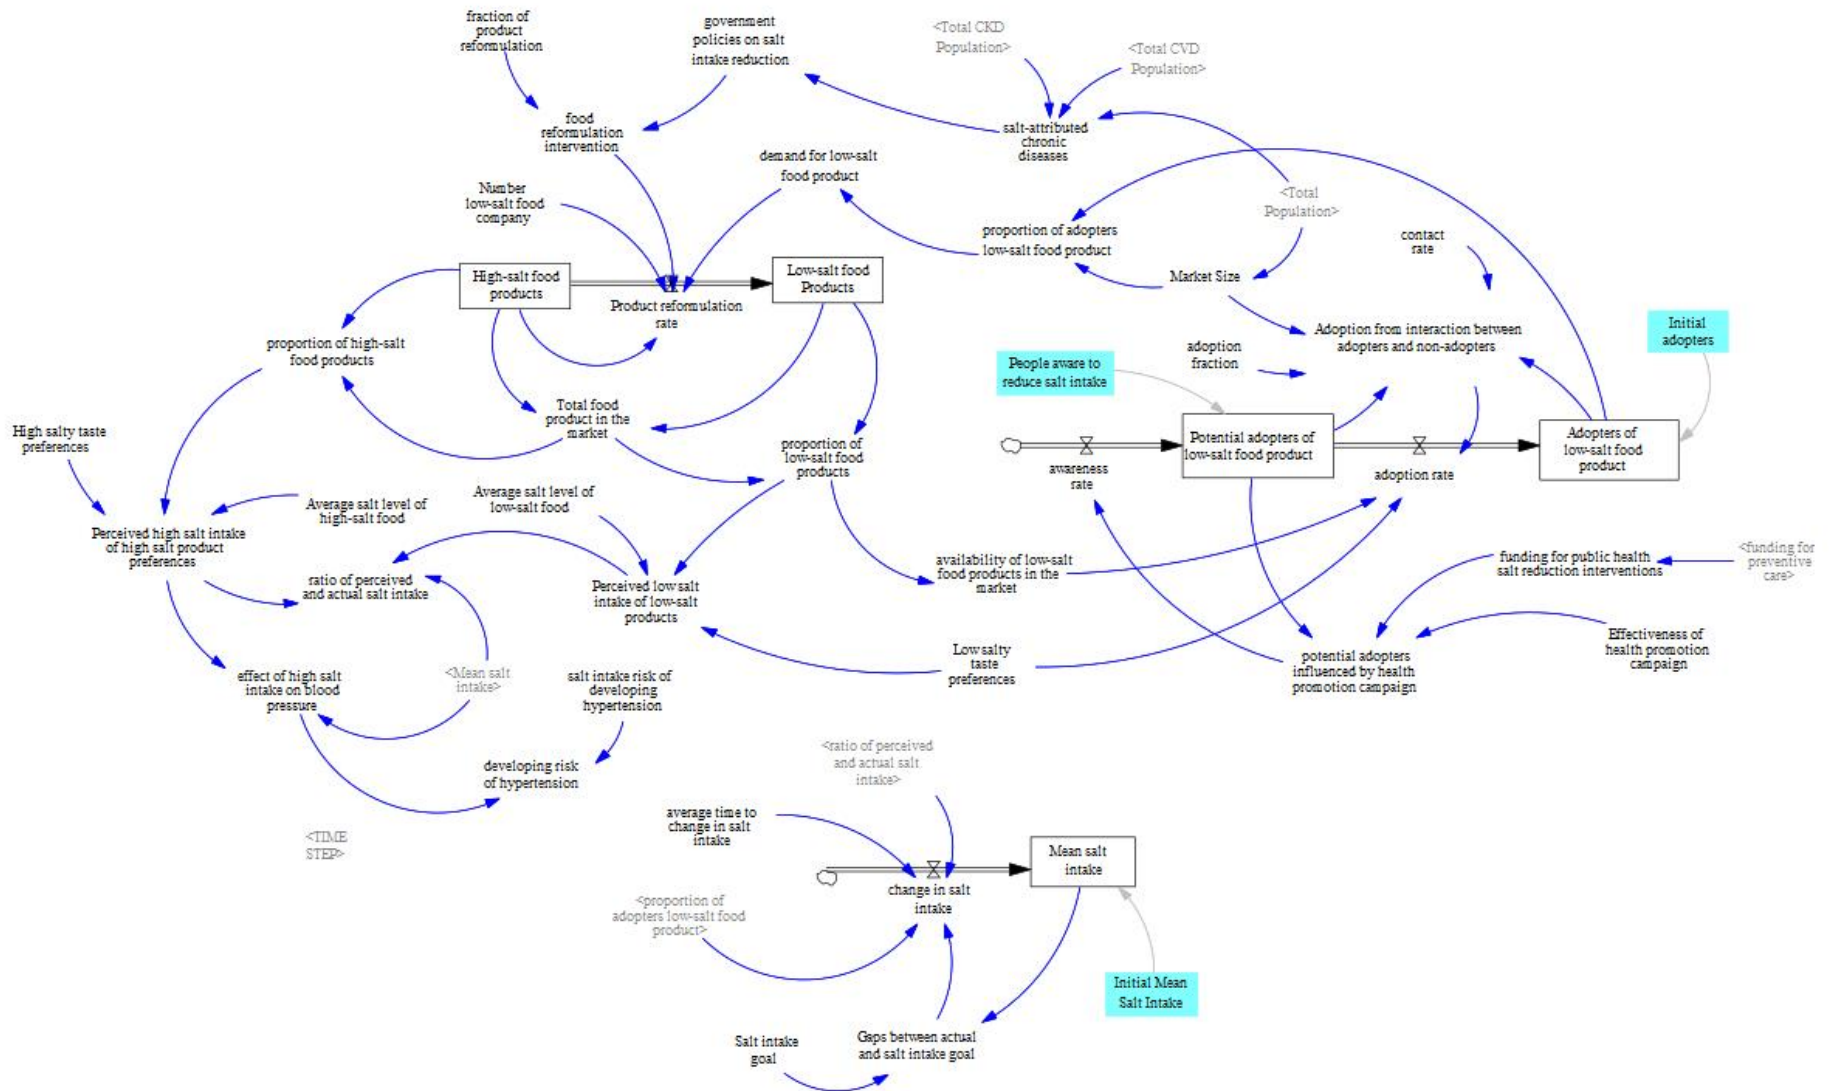 fraction of
product
reformulation
government
policies on salt
intake reduction
<Total CKD
Population>
<Total CVD
Population>
food
reformulation
intervention
salt-attributed
chronic
diseases
demand for low-salt
food product
Number
low-salt food
company
<Total
Population>
proportion of adopters
low-salt food product
contact
rate
High-salt food
products
Low-salt food
Products
Market Size
Product reformulation
rate
proportion of high-salt
food products
Adoption from interaction between
adopters and non-adopters
Initial
adopters
adoption
fraction
People aware to
reduce salt intake
Total food
product in the
market
High salty taste
preferences
proportion of
low-salt food
products
Potential adopters of
low-salt food product
Adopters of
low-salt food
product
awareness
rate
adoption rate
Average salt level of
high-salt food
Average salt level of
low-salt food
Perceived high salt intake
of high salt product
preferences
ratio of perceived
and actual salt intake
Perceived low salt
intake of low-salt
products
availability of low-salt
food products in the
market
funding for public health
salt reduction interventions
<funding for
preventive
care>
effect of high salt
intake on blood
pressure
<Mean salt
intake>
salt intake risk of
developing
hypertension
Low salty
taste
preferences
potential adopters
influenced by health
promotion campaign
Effectiveness of
health promotion
campaign
developing risk
of hypertension
<ratio of perceived
and actual salt
intake>
<TIME
STEP>
average time to
change in salt
intake
Mean salt
intake
change in salt
intake
<proportion of
adopters low-salt food
product>
Initial Mean
Salt Intake
Salt intake
goal
Gaps between actual
and salt intake goal